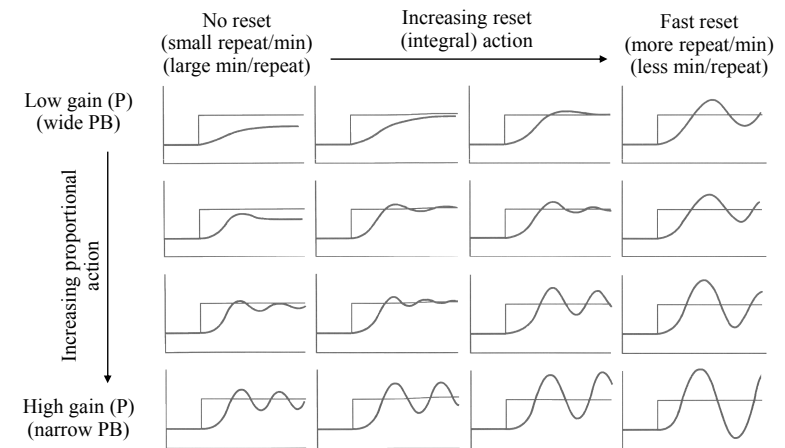 No reset
(small repeat/min)
(large min/repeat)
Increasing reset
(integral) action
Fast reset
(more repeat/min)
(less min/repeat)
Low gain (P)
(wide PB)
Increasing proportional
action
High gain (P)
(narrow PB)